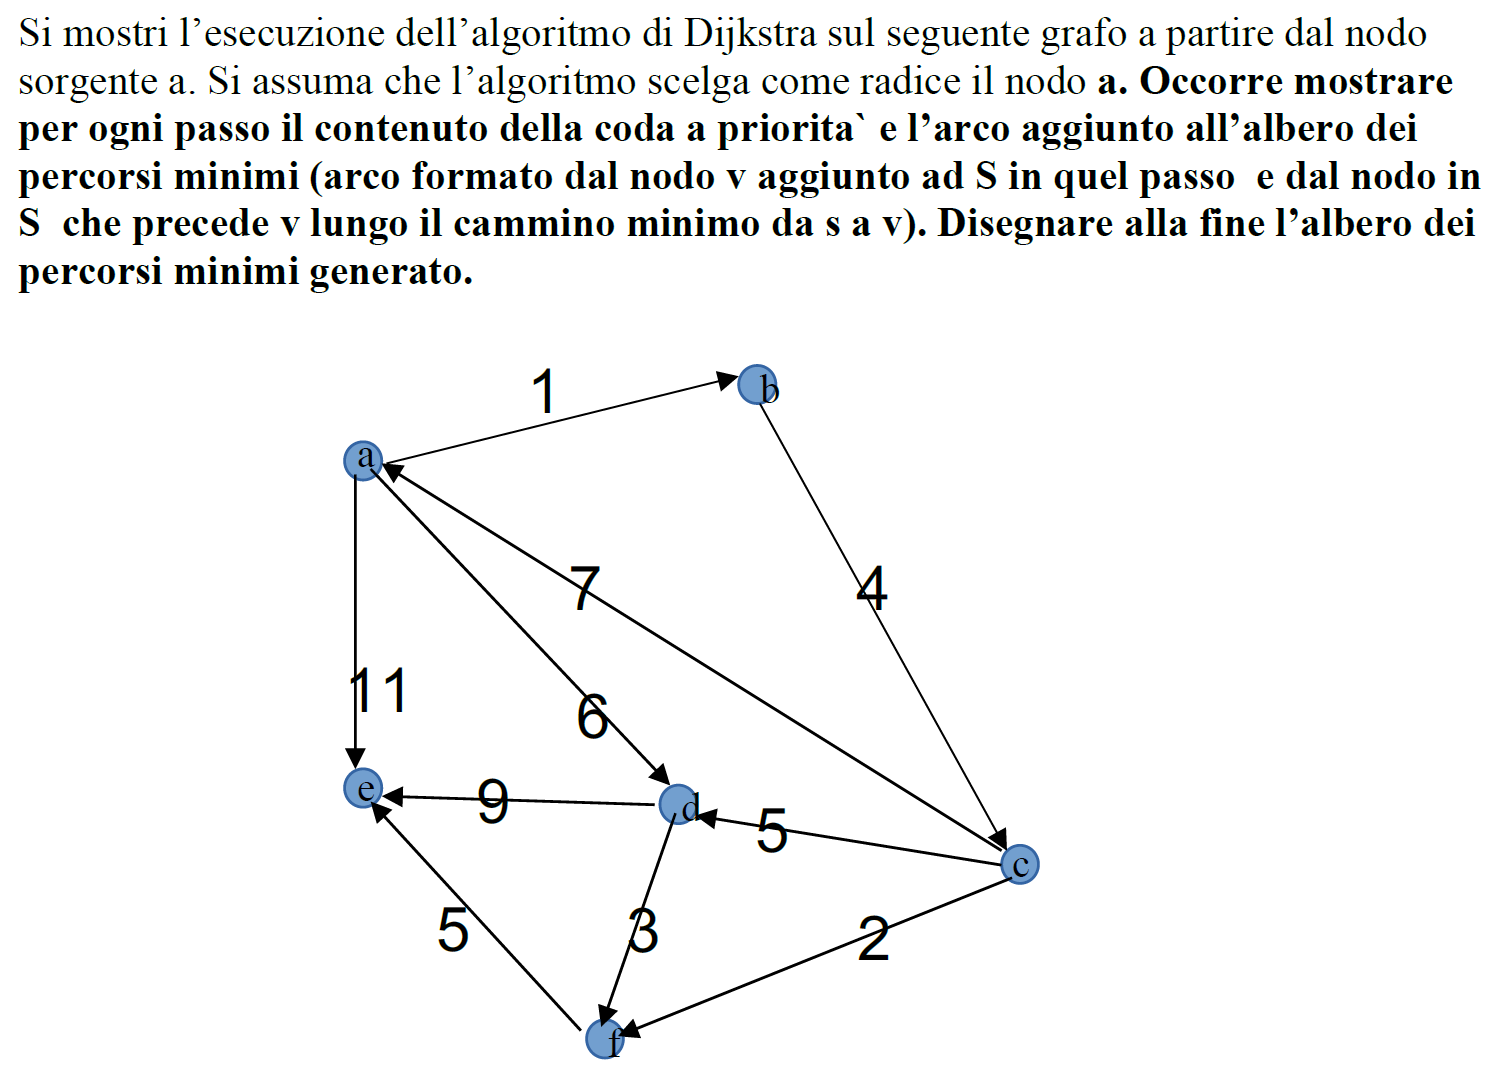 Si mostri l’esecuzione dell’algoritmo di Dijkstra sul seguente grafo a partire dal nodo
sorgente a. Si assuma che l’algoritmo scelga come radice il nodo a. Occorre mostrare
per ogni passo il contenuto della coda a priorita` e l’arco aggiunto all’albero dei
percorsi minimi (arco formato dal nodo v aggiunto ad S in quel passo e dal nodo in
S che precede v lungo il cammino minimo da s a v). Disegnare alla fine l’albero dei
percorsi minimi generato.
1
b
a
7
4
11
6
e
9
d
5
c
5
3
2
f